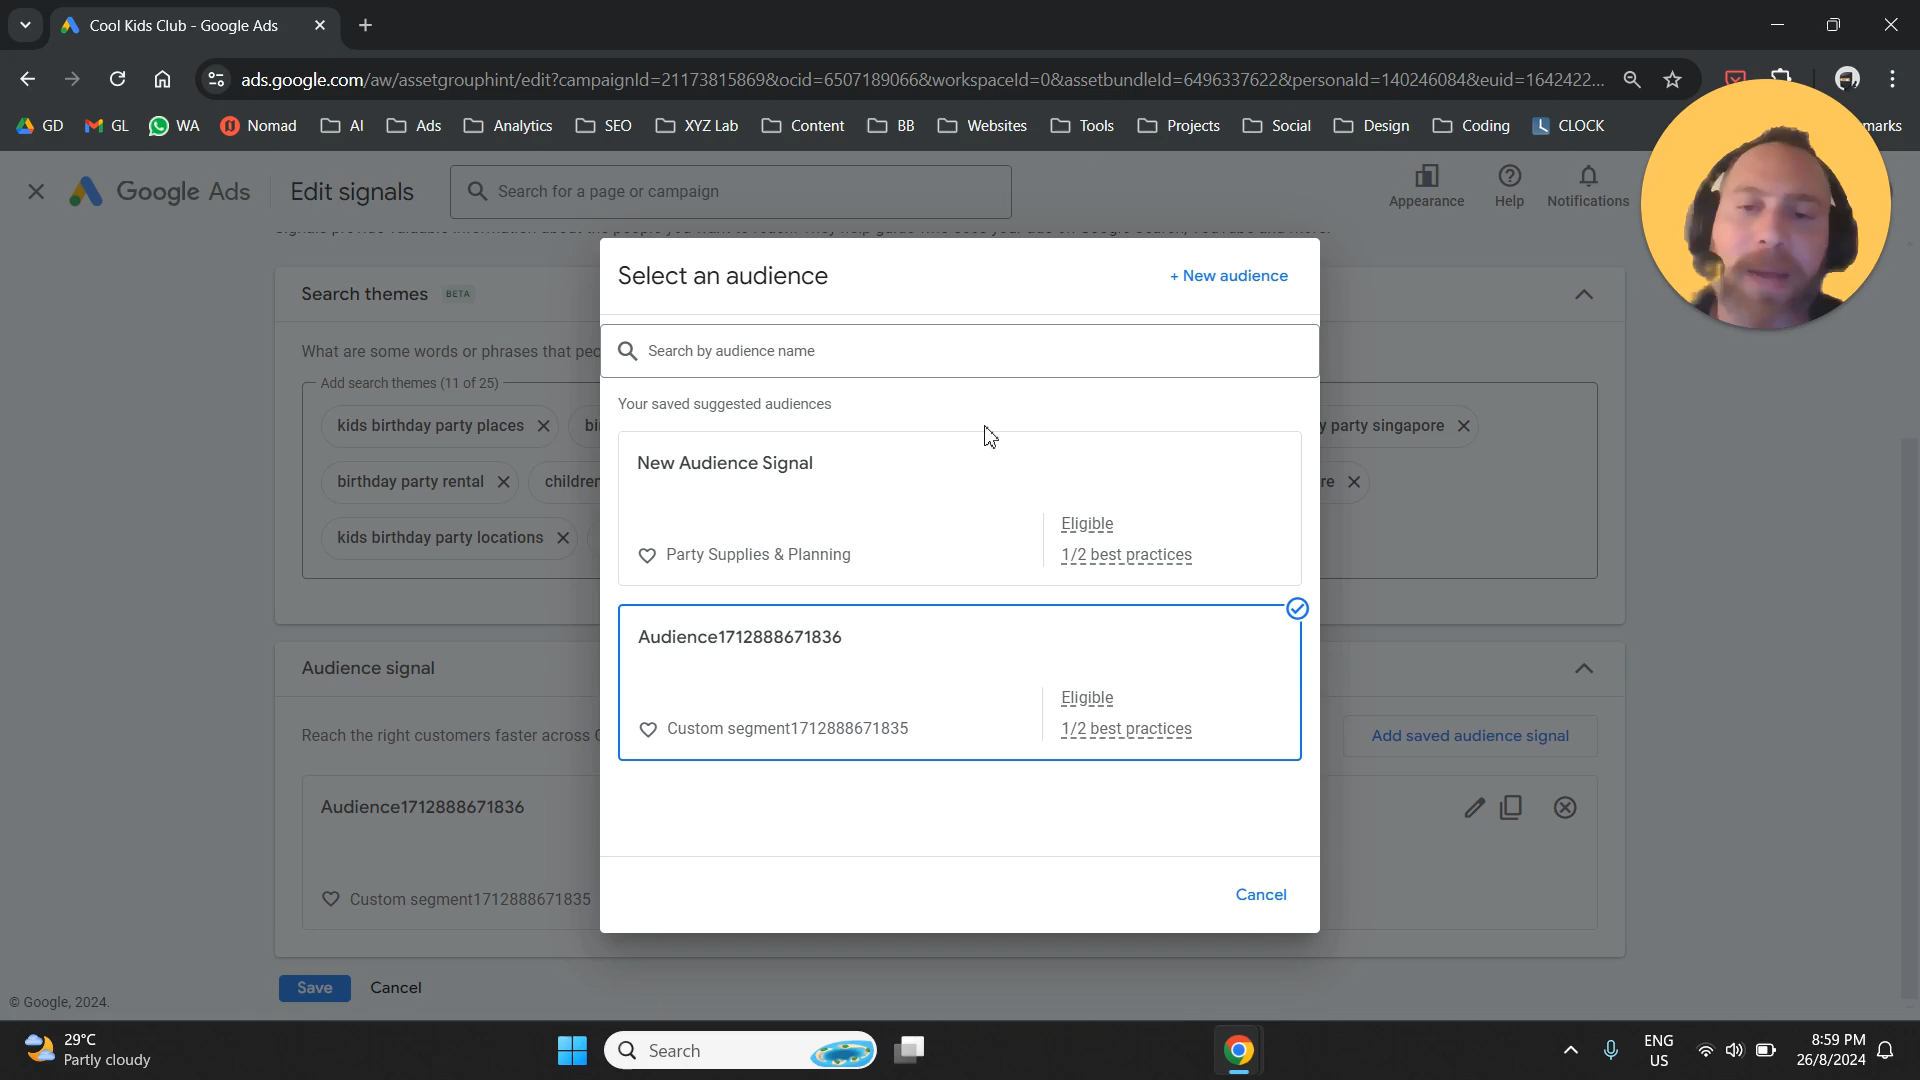 Cool Kids Club - Google Ads
ads.google.com/aw/assetgrouphint/edit?campaignId=21173815869&ocid=6507189066&workspaceId=0&assetbundleId=6496337622&personaId=140246084&euid=1642422...
GD GL WA Nomad AI Ads Analytics SEO XYZ Lab Content BB Websites Tools Projects Social Design Coding CLOCK
Google Ads Edit signals Search for a page or campaign Appearance Help Notifications
Select an audience + New audience
Search themes BETA
Search by audience name
What are some words or phrases that
Add search themes (11 of 25)
Your saved suggested audiences
kids birthday party places party singapore
New Audience Signal
birthday party rental
Eligible
kids birthday party locations
Party Supplies & Planning 1/2 best practices
Audience1712888671836
Audience signal
Eligible
Reach the right customers faster across Custom segment1712888671835 1/2 best practices Add saved audience signal
Audience1712888671836
Custom segment1712888671835
Cancel
Save Cancel
© Google, 2024.
29°C
Partly cloudy
Search
ENG
US
8:59 PM
26/8/2024